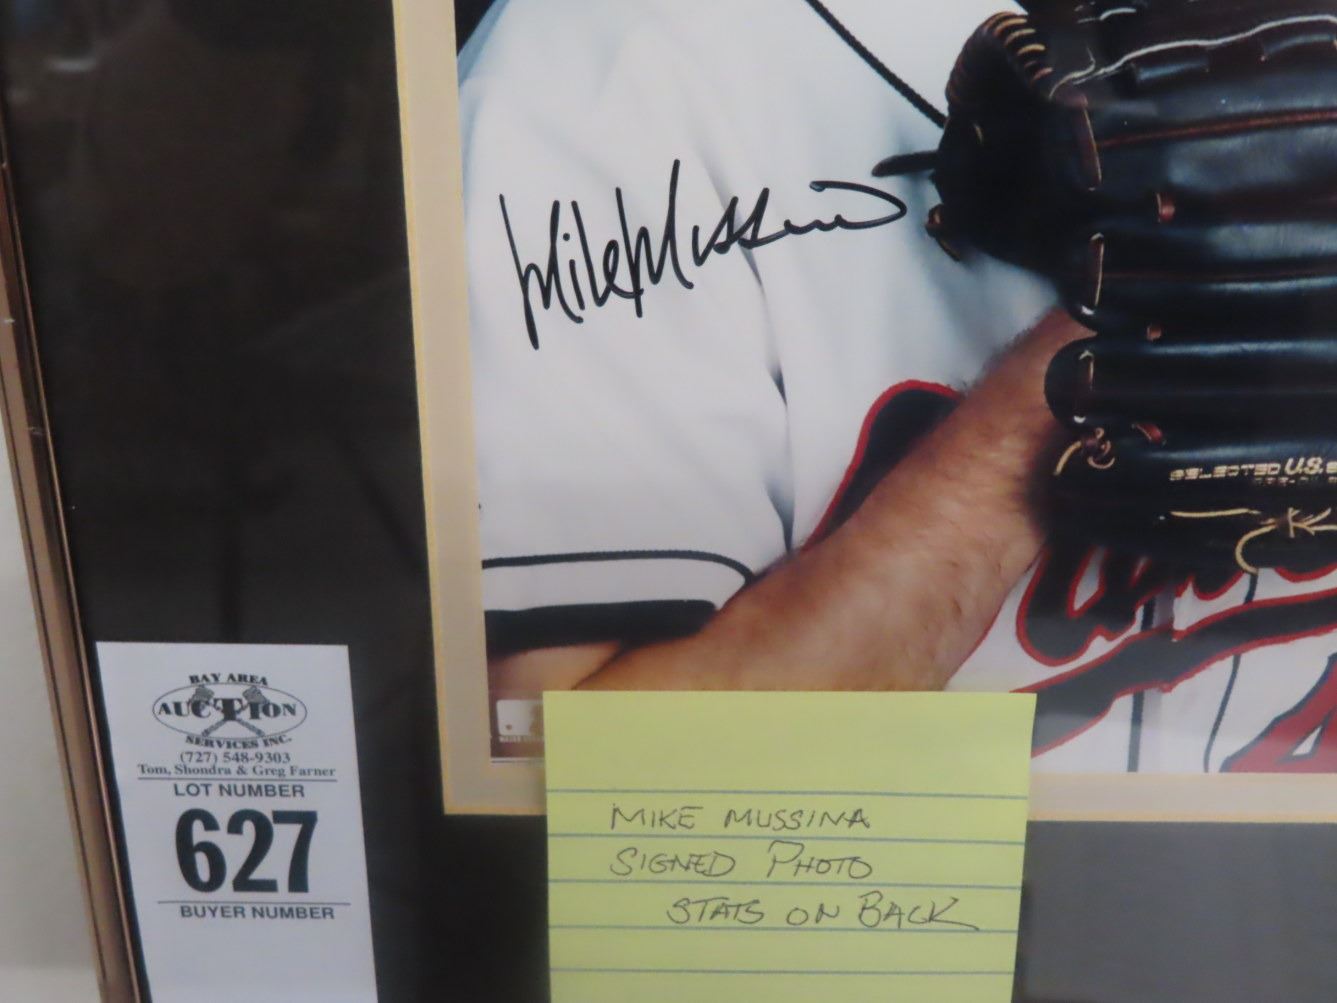 Mike Mussina
SELECTED U.S.
BAY AREA
AUCTION
SERVICES INC.
(727) 548-9303
Tom, Shondra & Greg Farner
LOT NUMBER
627
BUYER NUMBER
MIKE MUSSINA
SIGNED PHOTO
STATS ON BACK